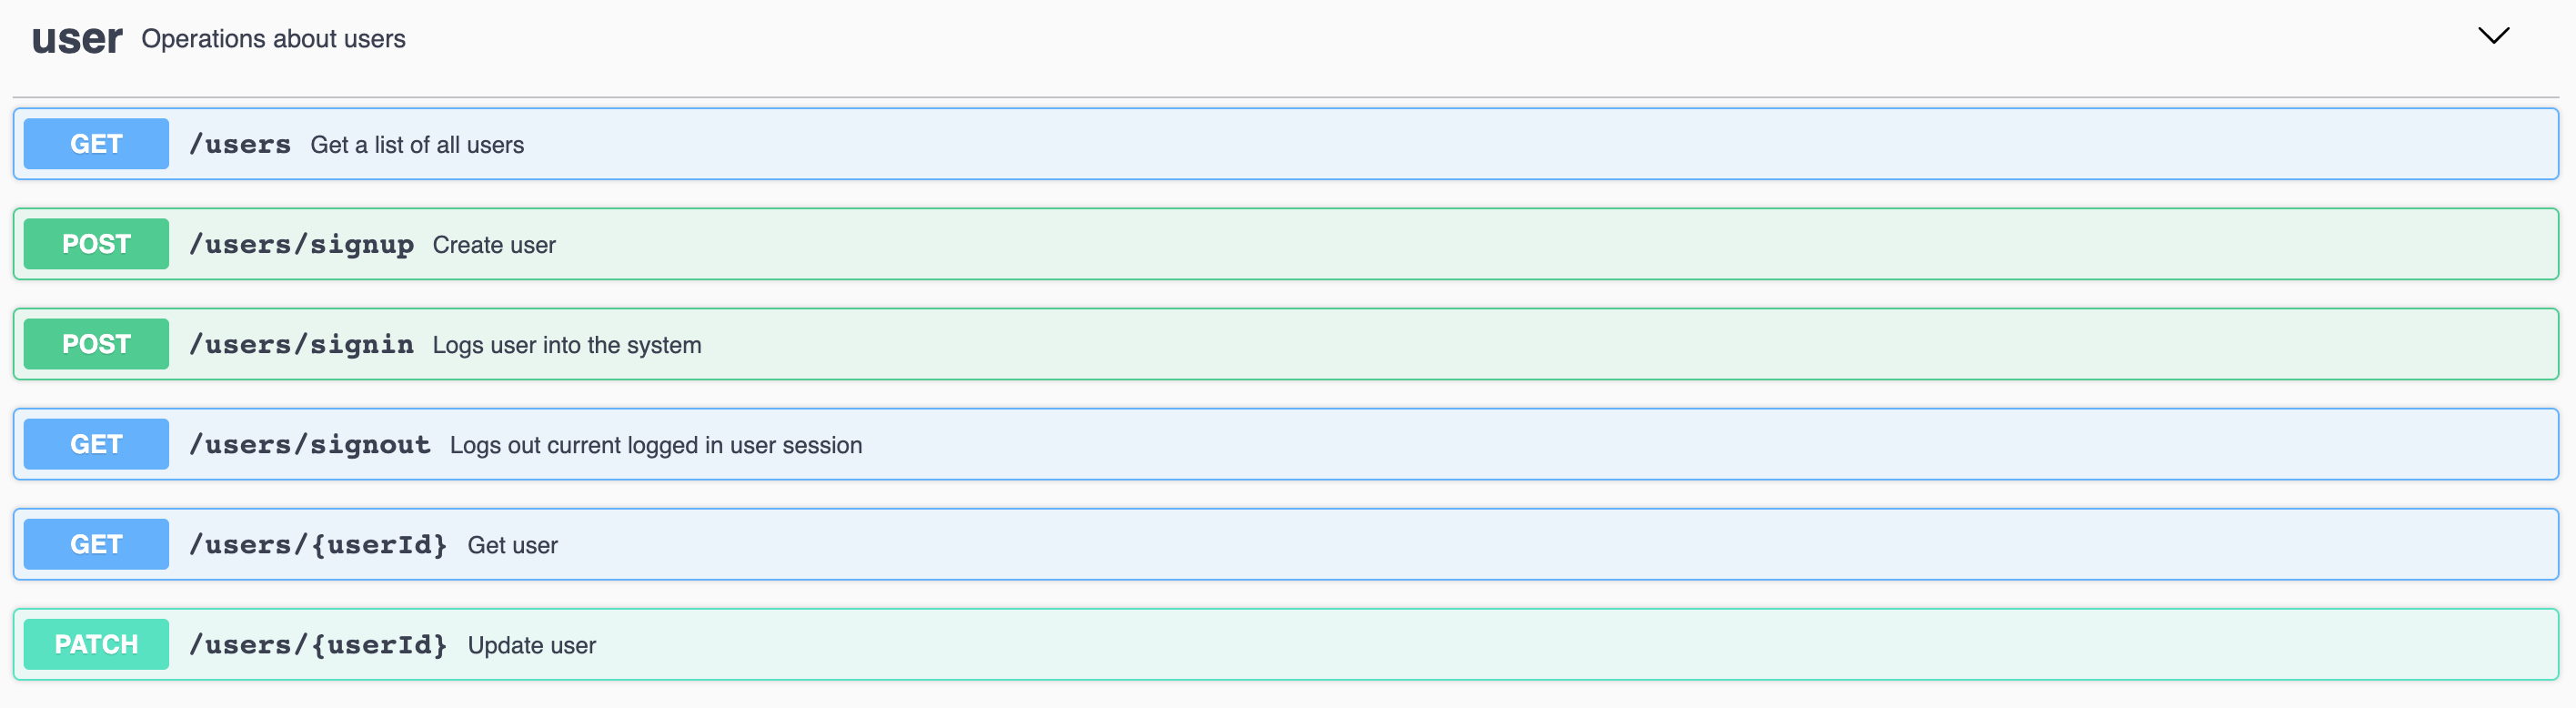 user Operations about users
GET /users Get a list of all users
POST /users/signup Create user
POST /users/signin Logs user into the system
GET /users/signout Logs out current logged in user session
GET /users/{userId} Get user
PATCH /users/{userId} Update user